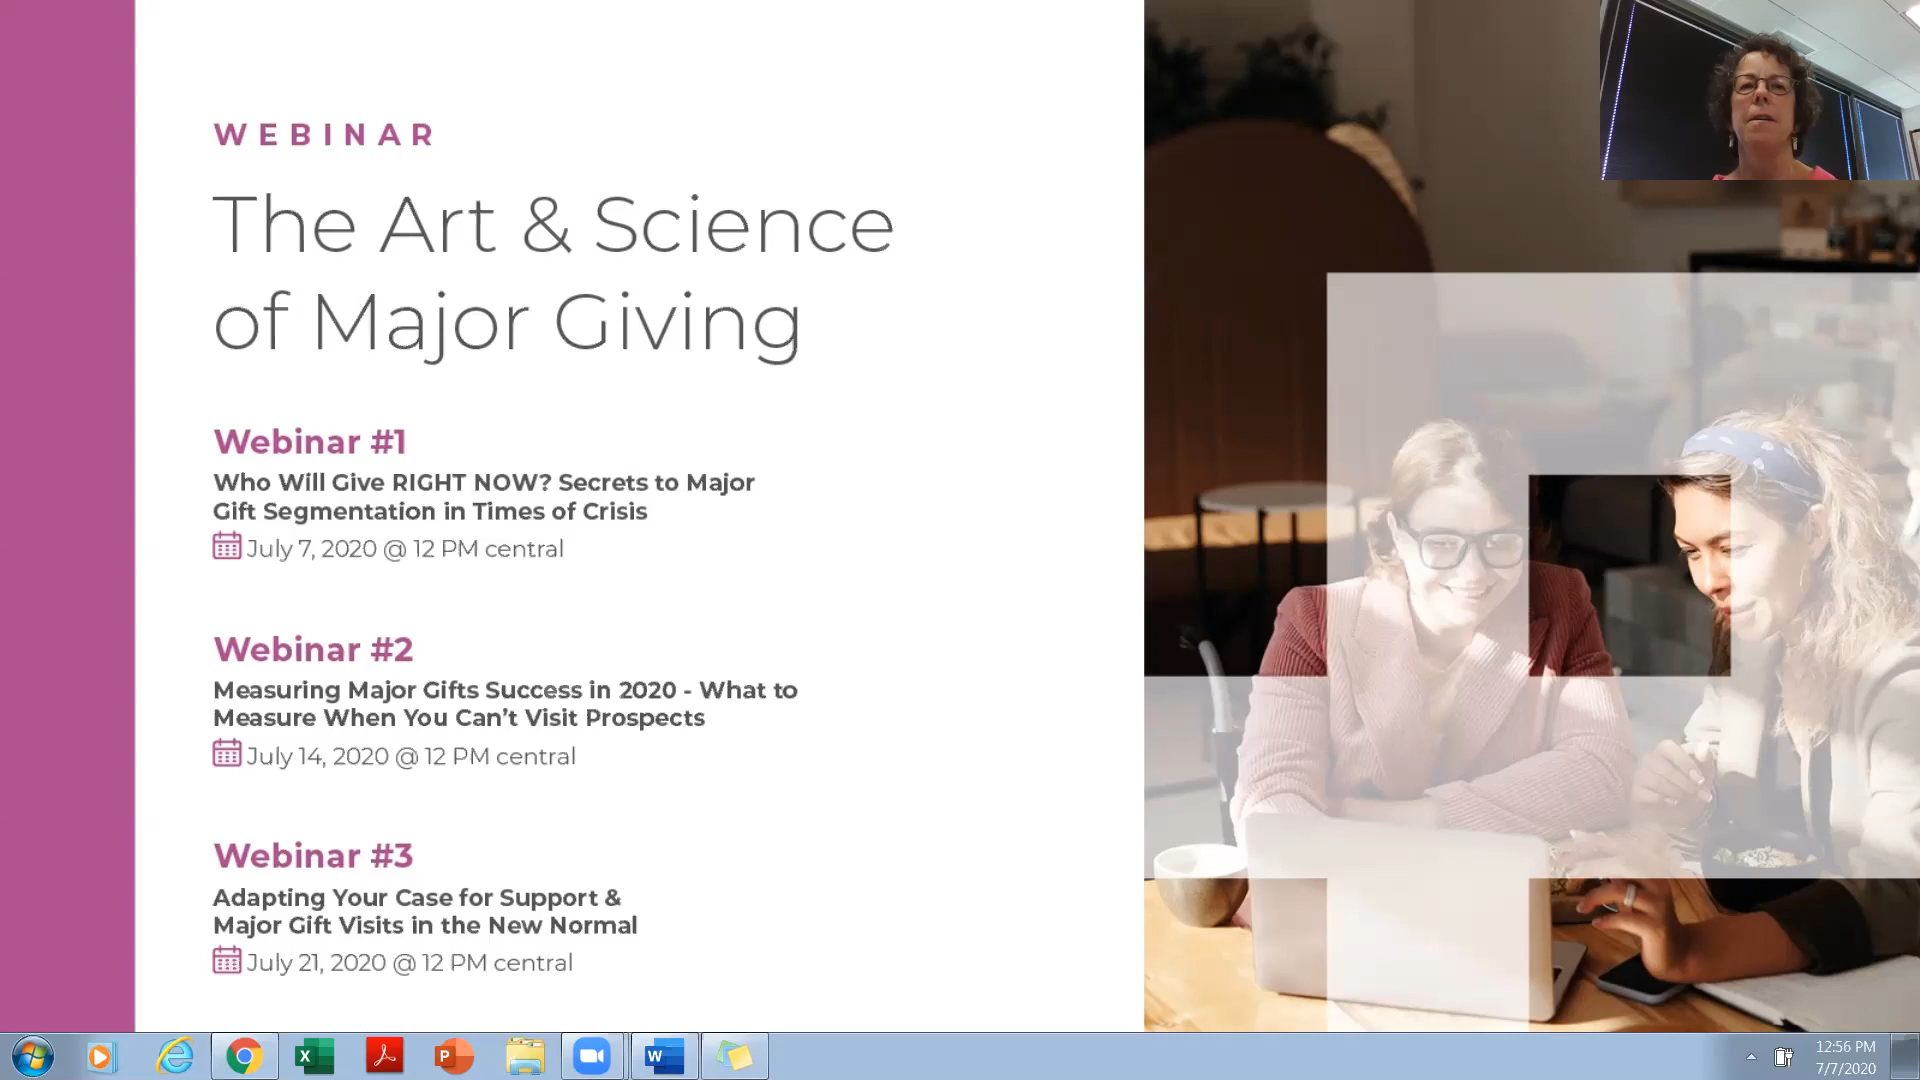 WEBINAR
The Art & Science
of Major Giving
Webinar #1
Who Will Give RIGHT NOW? Secrets to Major
Gift Segmentation in Times of Crisis
July 7, 2020 @ 12 PM central
Webinar #2
Measuring Major Gifts Success in 2020 - What to
Measure When You Can't Visit Prospects
July 14, 2020 @ 12 PM central
Webinar #3
Adapting Your Case for Support &
Major Gift Visits in the New Normal
July 21, 2020 @ 12 PM central
12:56 PM
7/7/2020